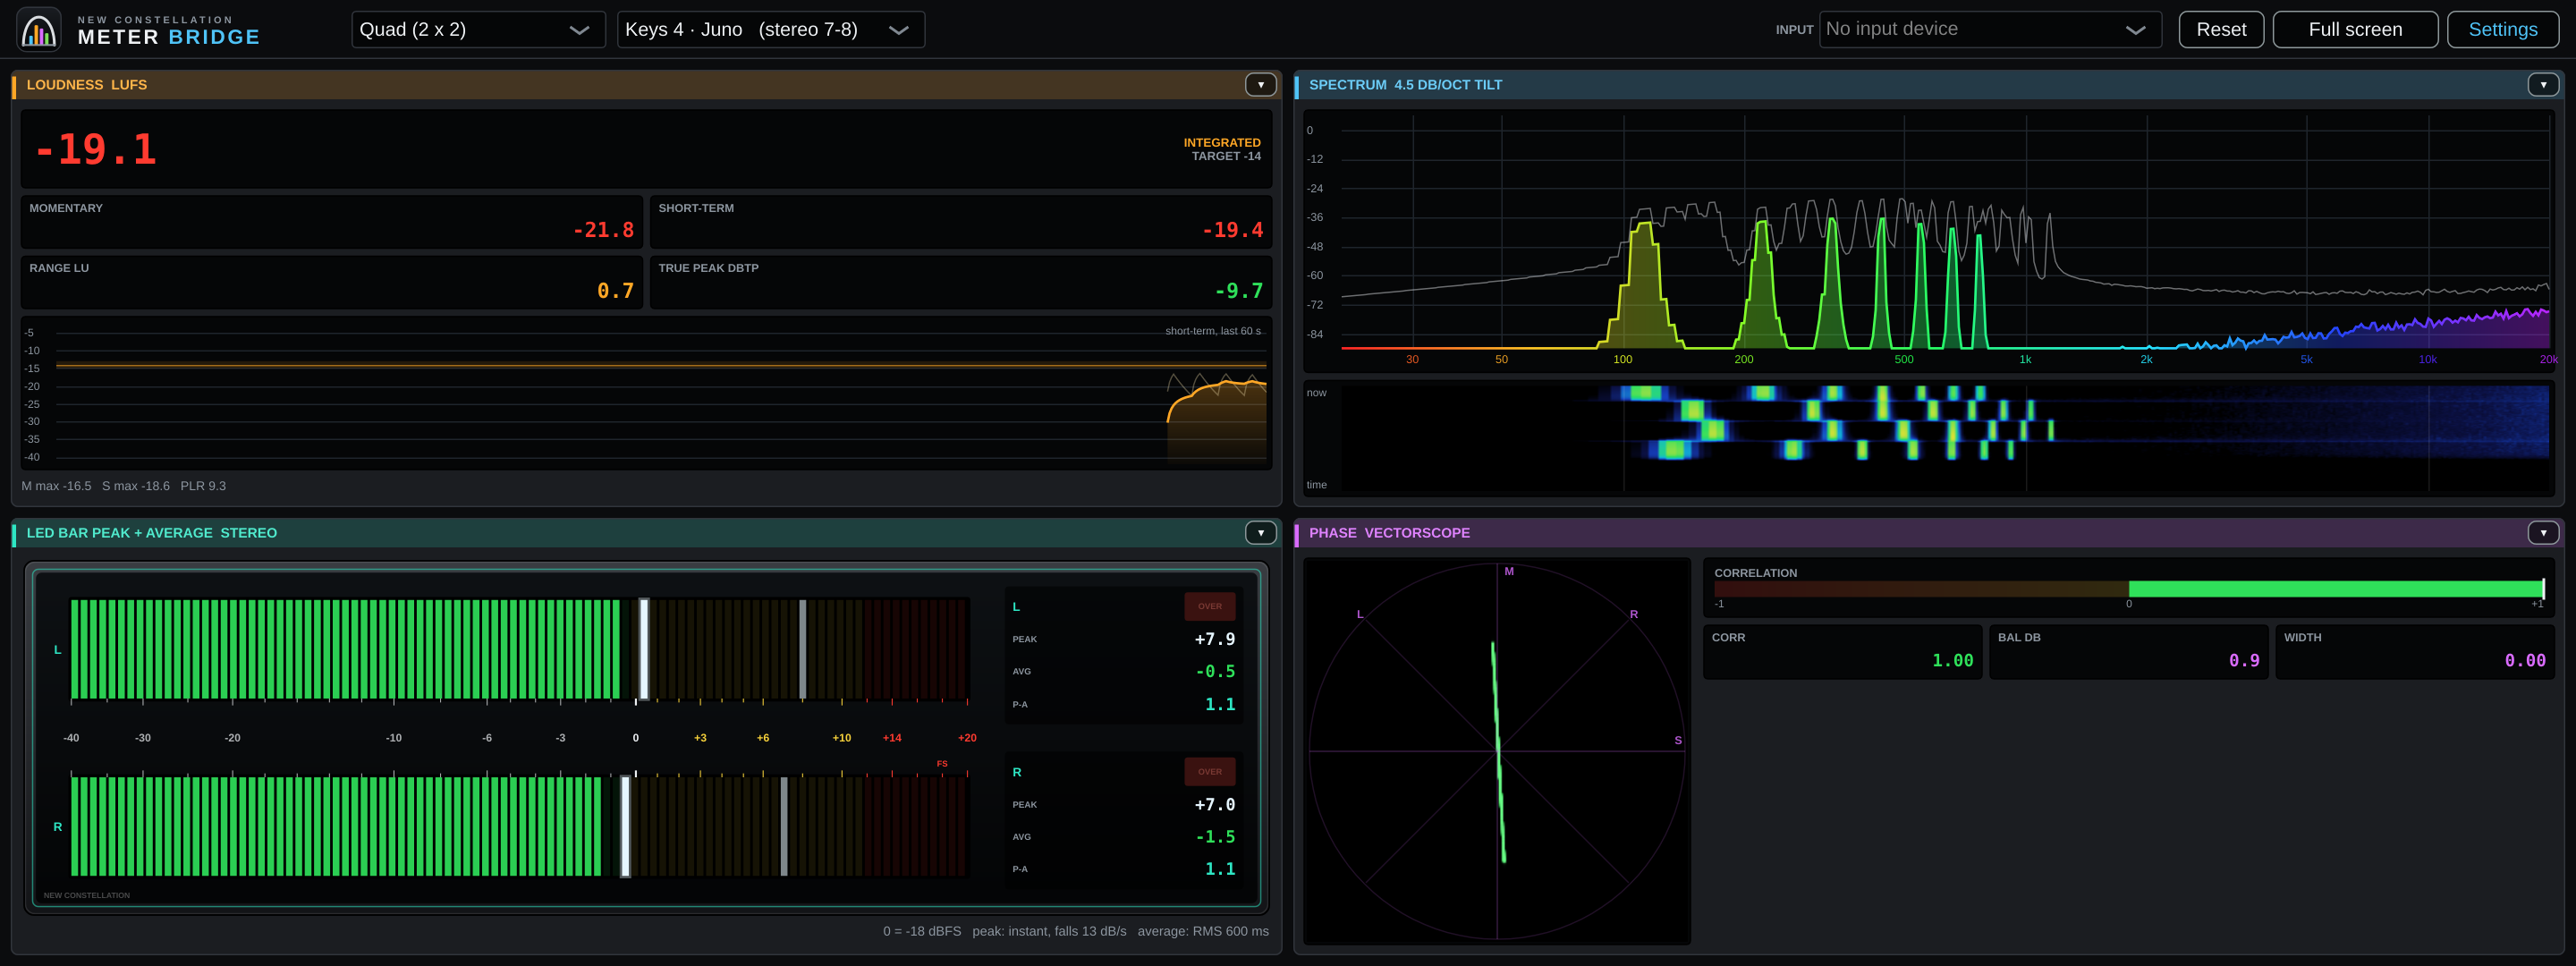 NEW CONSTELLATION
METER BRIDGE
Quad (2 x 2)
Keys 4 · Juno (stereo 7-8)
INPUT
No input device
Reset
Full screen
Settings
LOUDNESS LUFS
▼
-19.1
INTEGRATED
TARGET -14
MOMENTARY
-21.8
SHORT-TERM
-19.4
RANGE LU
0.7
TRUE PEAK DBTP
-9.7
short-term, last 60 s
-5
-10
-15
-20
-25
-30
-35
-40
M max -16.5 S max -18.6 PLR 9.3
SPECTRUM 4.5 DB/OCT TILT
▼
0
-12
-24
-36
-48
-60
-72
-84
30 50 100 200 500 1k 2k 5k 10k 20k
now
time
LED BAR PEAK + AVERAGE STEREO
▼
L
-40 -30 -20 -10 -6 -3 0 +3 +6 +10 +14 +20
FS
R
NEW CONSTELLATION
L OVER
PEAK +7.9
AVG -0.5
P-A 1.1
R OVER
PEAK +7.0
AVG -1.5
P-A 1.1
0 = -18 dBFS peak: instant, falls 13 dB/s average: RMS 600 ms
PHASE VECTORSCOPE
▼
M
L
R
S
CORRELATION
-1 0 +1
CORR
1.00
BAL DB
0.9
WIDTH
0.00